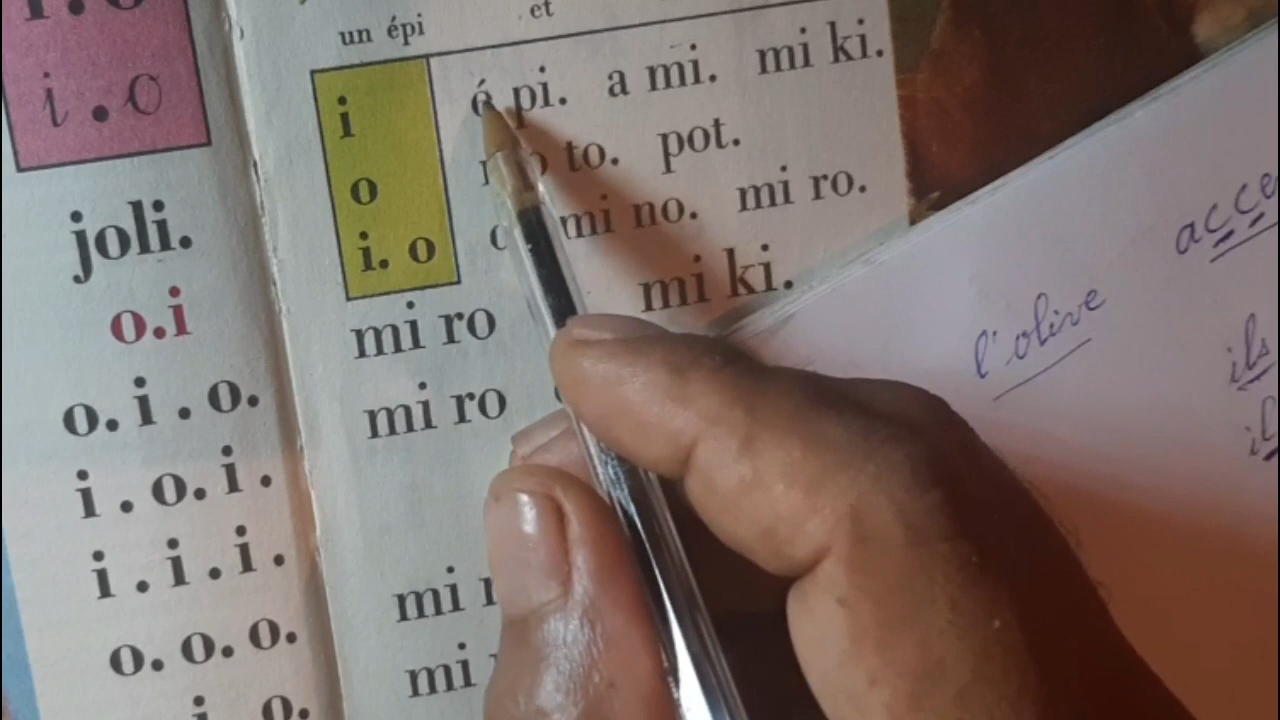 i.o
joli.
o.i
o. i . o.
i . o. i .
i . i . i .
o. o. o.
i o.
un épi et
i
o
i. o
é pi. a mi. mi ki.
to. pot.
mi no. mi ro.
mi ro mi ki.
mi ro
mi
mi
l'olive